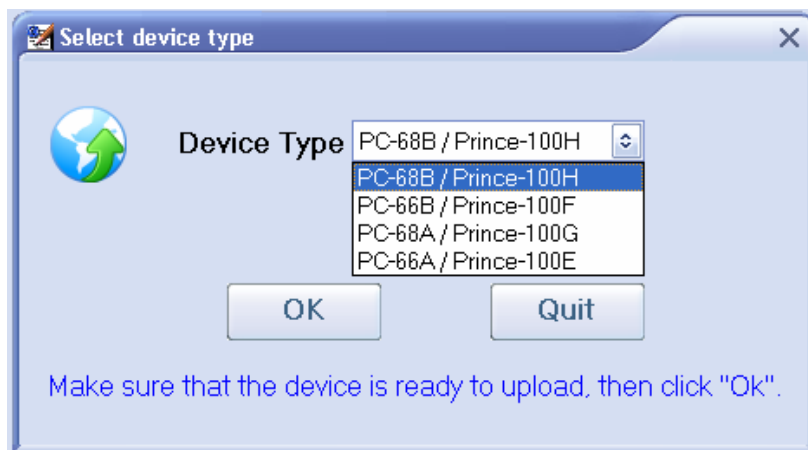 Select device type
Device Type PC-68B / Prince-100H
PC-68B / Prince-100H
PC-66B / Prince-100F
PC-68A / Prince-100G
PC-66A / Prince-100E
OK Quit
Make sure that the device is ready to upload, then click "Ok".